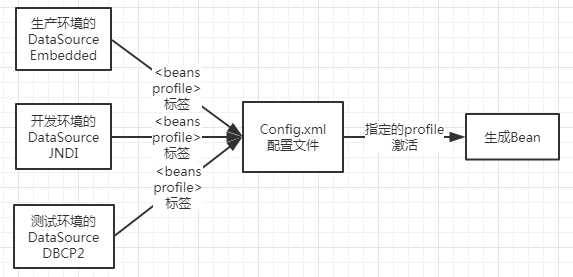 生产环境的
DataSource
Embedded
<beans
profile>
标签
开发环境的
DataSource
JNDI
<beans
profile>
标签
测试环境的
DataSource
DBCP2
<beans
profile>
标签
Config.xml
配置文件
指定的profile
激活
生成Bean